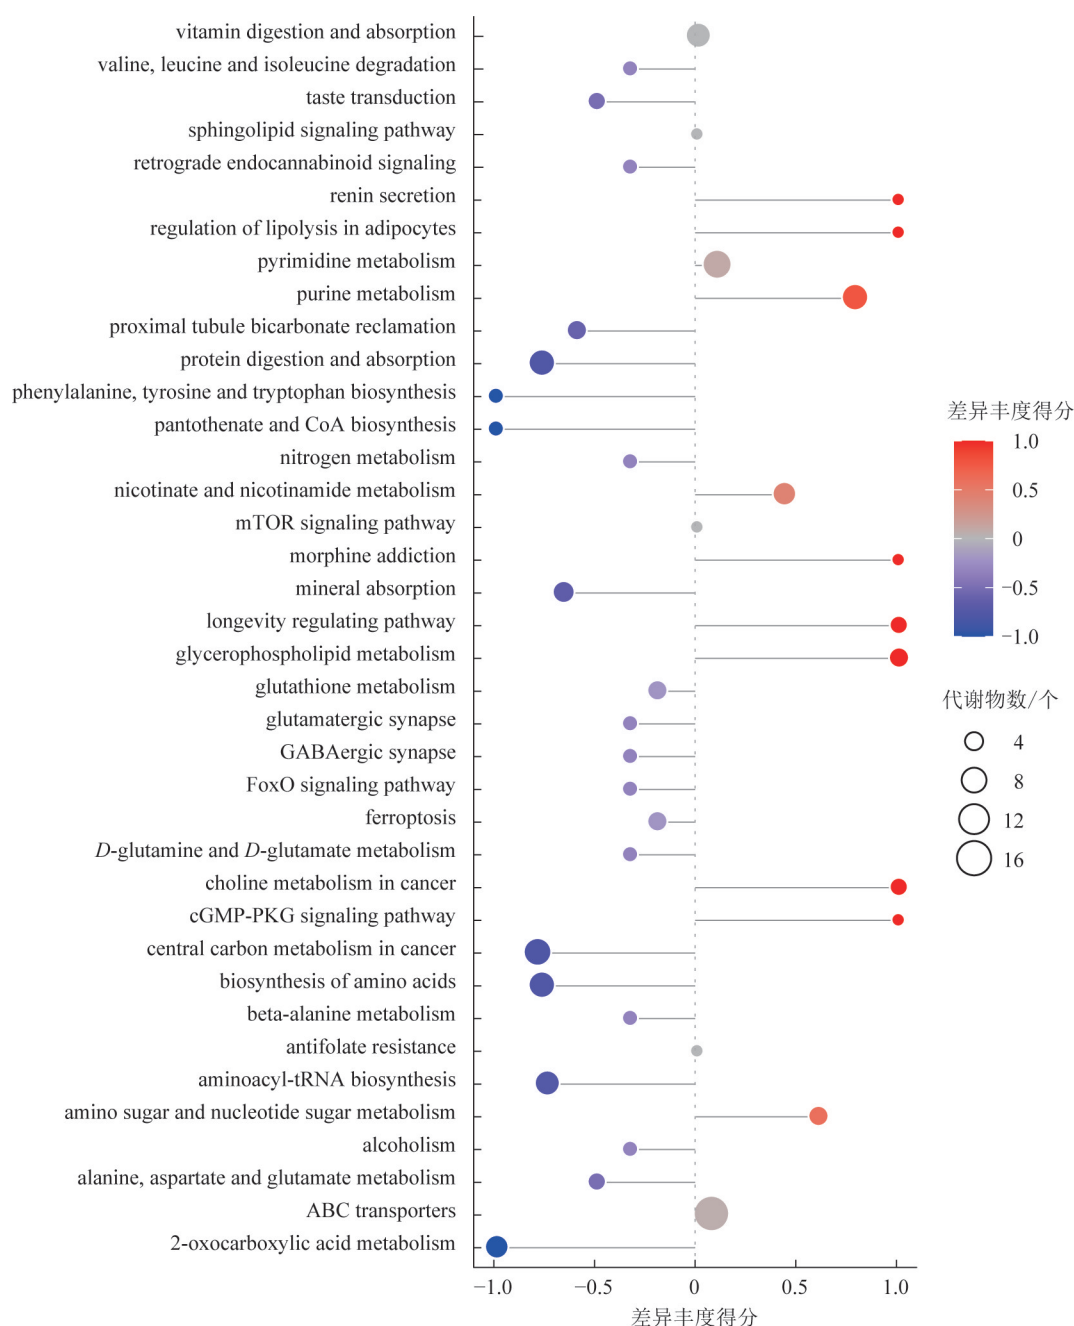 vitamin digestion and absorption
valine, leucine and isoleucine degradation
taste transduction
sphingolipid signaling pathway
retrograde endocannabinoid signaling
renin secretion
regulation of lipolysis in adipocytes
pyrimidine metabolism
purine metabolism
proximal tubule bicarbonate reclamation
protein digestion and absorption
phenylalanine, tyrosine and tryptophan biosynthesis
pantothenate and CoA biosynthesis
nitrogen metabolism
nicotinate and nicotinamide metabolism
mTOR signaling pathway
morphine addiction
mineral absorption
longevity regulating pathway
glycerophospholipid metabolism
glutathione metabolism
glutamatergic synapse
GABAergic synapse
FoxO signaling pathway
ferroptosis
D-glutamine and D-glutamate metabolism
choline metabolism in cancer
cGMP-PKG signaling pathway
central carbon metabolism in cancer
biosynthesis of amino acids
beta-alanine metabolism
antifolate resistance
aminoacyl-tRNA biosynthesis
amino sugar and nucleotide sugar metabolism
alcoholism
alanine, aspartate and glutamate metabolism
ABC transporters
2-oxocarboxylic acid metabolism
−1.0 −0.5 0 0.5 1.0
差异丰度得分
差异丰度得分
1.0
0.5
0
−0.5
−1.0
代谢物数/个
4
8
12
16